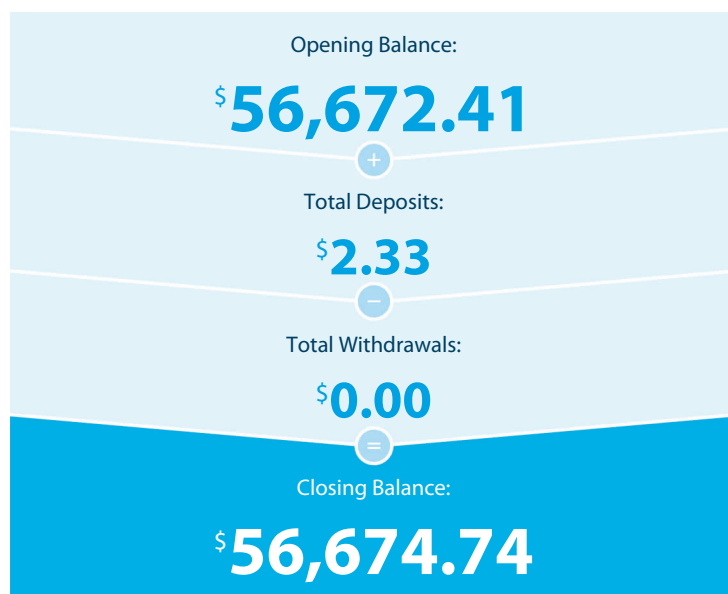 Opening Balance:
$56,672.41
+
Total Deposits:
$2.33
−
Total Withdrawals:
$0.00
=
Closing Balance:
$56,674.74